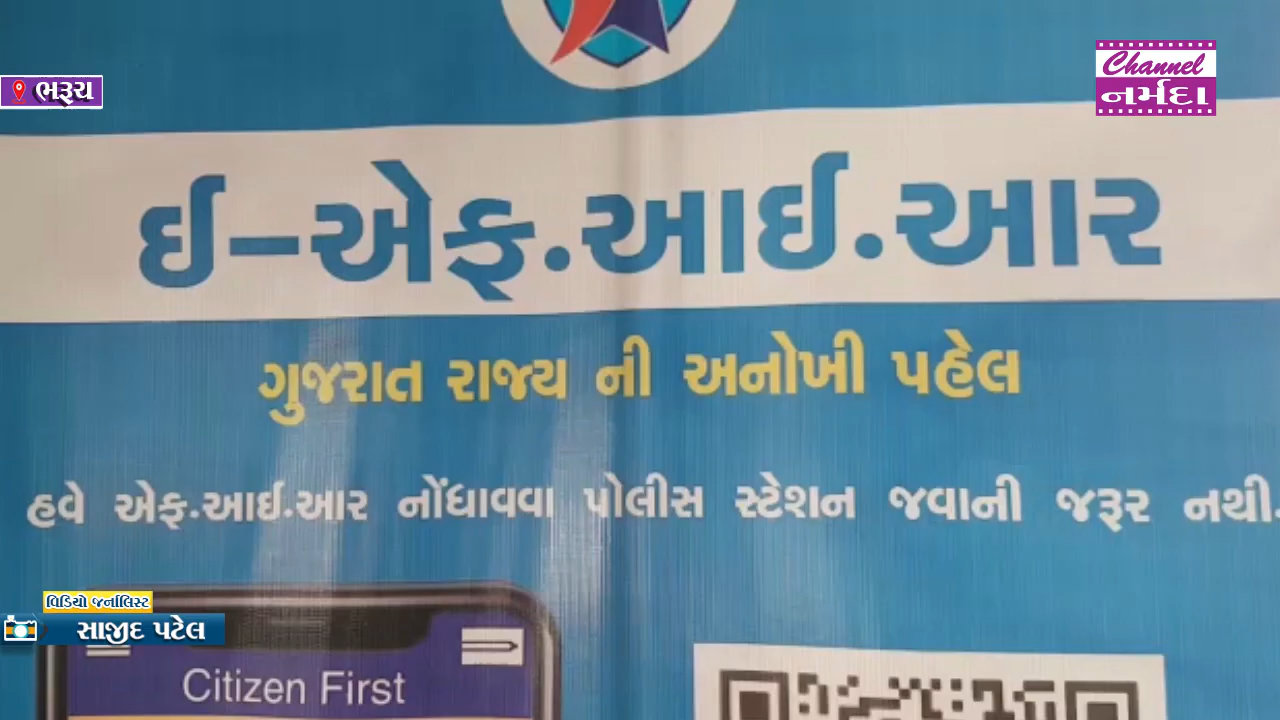 Channel
નર્મદા
ભરૂચ
ઈ-એફ.આઈ.આર
ગુજરાત રાજ્ય ની અનોખી પહેલ
હવે એફ.આઈ.આર નોંધાવવા પોલીસ સ્ટેશન જવાની જરૂર નથી.
વિડિયો જર્નાલિસ્ટ
સાજીદ પટેલ
Citizen First